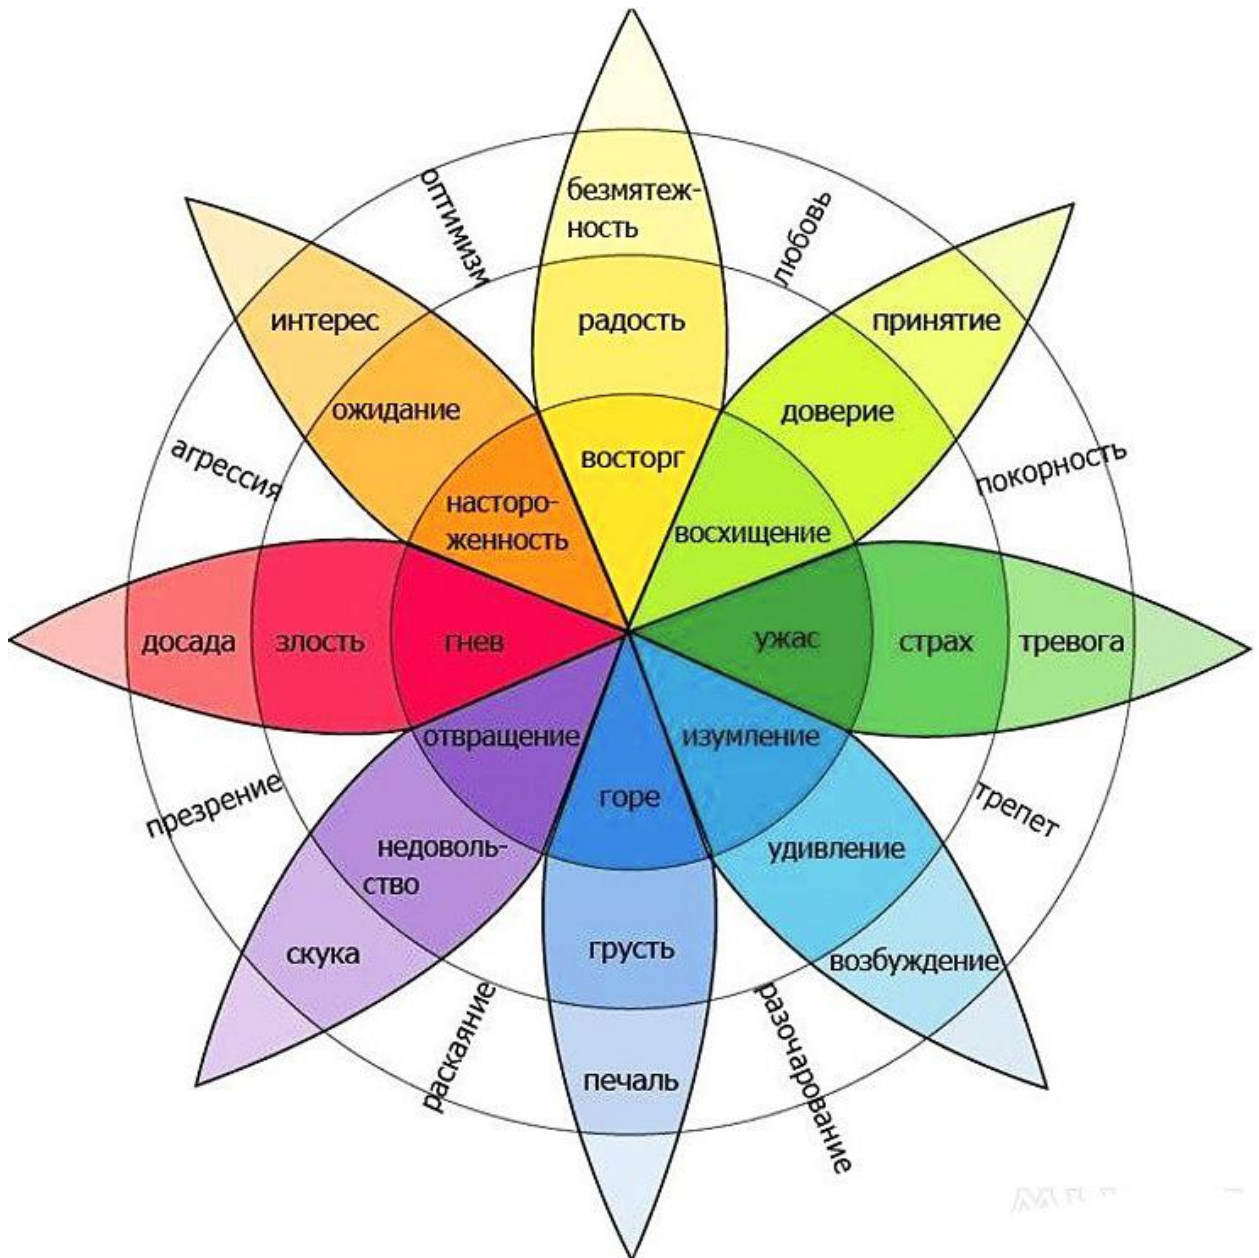 безмятеж-
ность
оптимизм
любовь
интерес
радость
принятие
ожидание
доверие
восторг
агрессия
покорность
насторо-
женность
восхищение
досада
злость
гнев
ужас
страх
тревога
отвращение
изумление
горе
презрение
трепет
недоволь-
ство
удивление
скука
грусть
возбуждение
раскаяние
разочарование
печаль